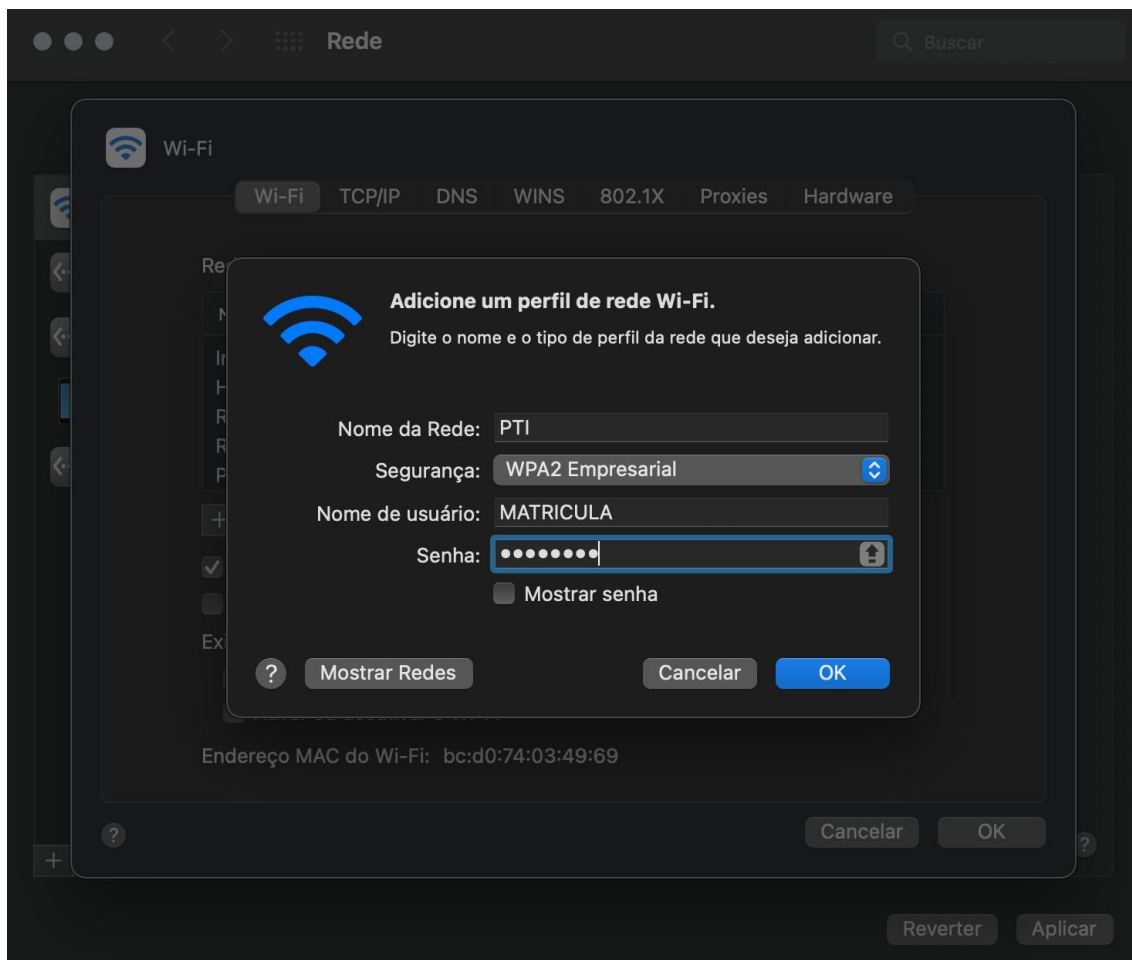 Rede
Buscar
Wi-Fi
Wi-Fi TCP/IP DNS WINS 802.1X Proxies Hardware
Adicione um perfil de rede Wi-Fi.
Digite o nome e o tipo de perfil da rede que deseja adicionar.
Nome da Rede: PTI
Segurança: WPA2 Empresarial
Nome de usuário: MATRICULA
Senha: ••••••••
Mostrar senha
? Mostrar Redes Cancelar OK
Endereço MAC do Wi-Fi: bc:d0:74:03:49:69
? Cancelar OK
?
+
Reverter Aplicar